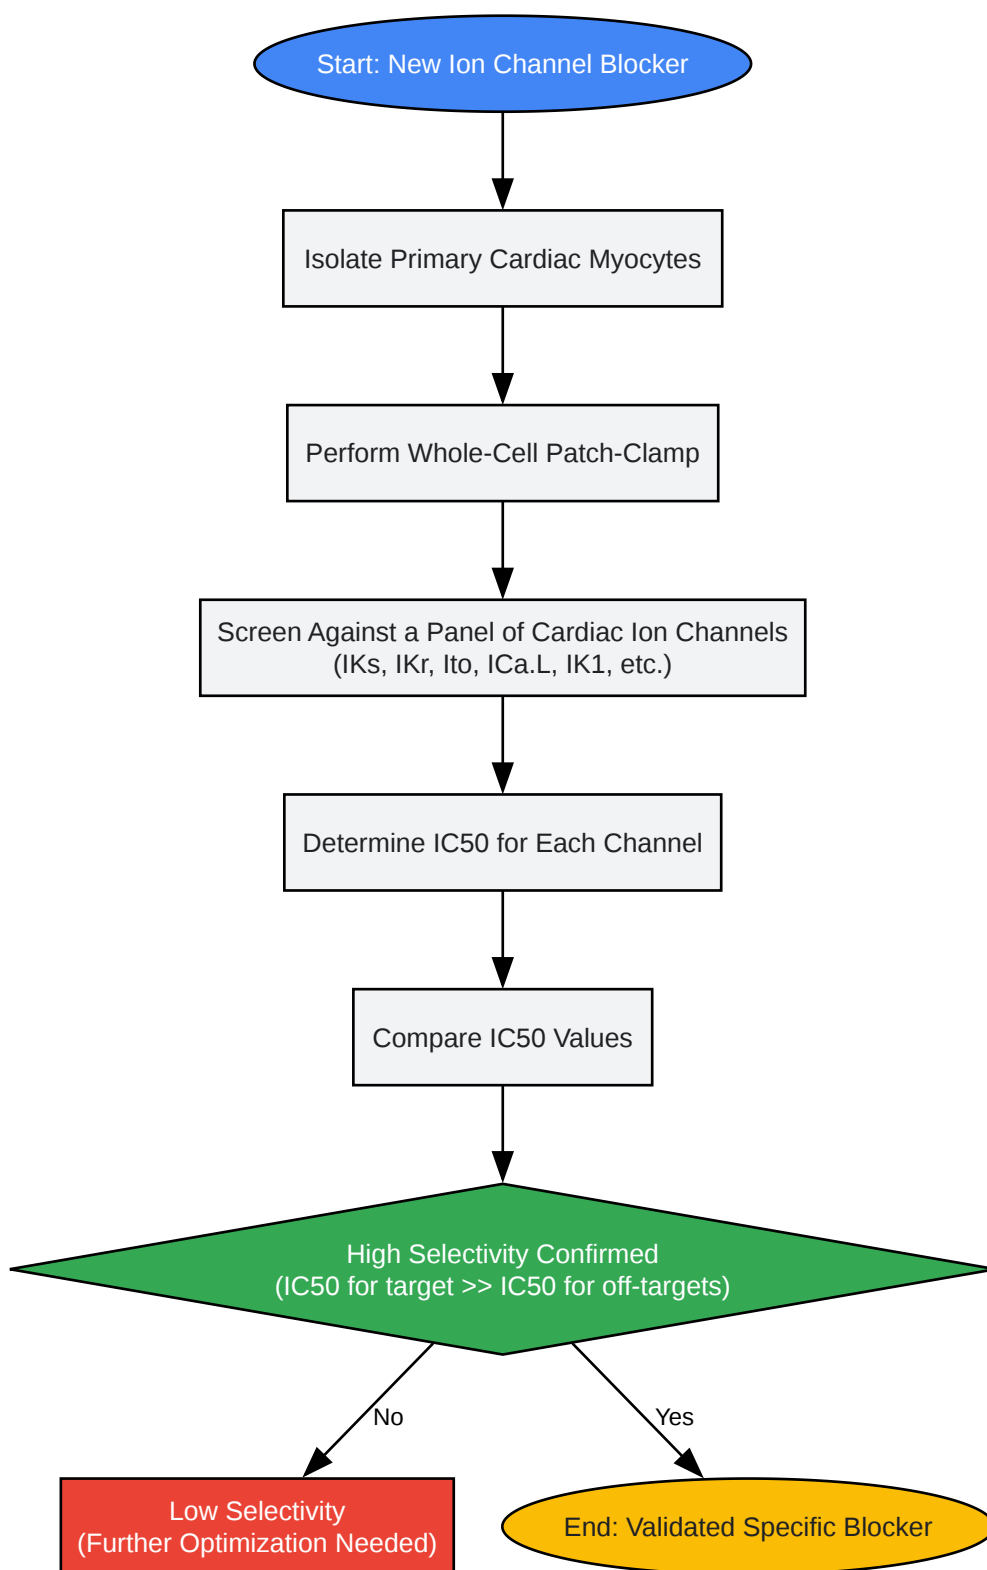 Start: New Ion Channel Blocker
Isolate Primary Cardiac Myocytes
Perform Whole-Cell Patch-Clamp
Screen Against a Panel of Cardiac Ion Channels
(IKs, IKr, Ito, ICa.L, IK1, etc.)
Determine IC50 for Each Channel
Compare IC50 Values
High Selectivity Confirmed
(IC50 for target >> IC50 for off-targets)
No
Yes
Low Selectivity
(Further Optimization Needed)
End: Validated Specific Blocker